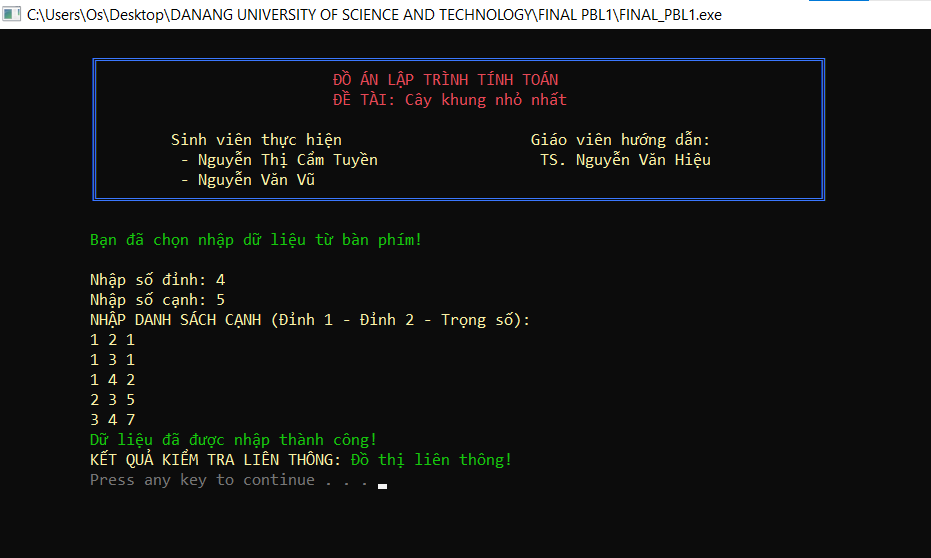 C:\Users\Os\Desktop\DANANG UNIVERSITY OF SCIENCE AND TECHNOLOGY\FINAL PBL1\FINAL_PBL1.exe
ĐỒ ÁN LẬP TRÌNH TÍNH TOÁN
ĐỀ TÀI: Cây khung nhỏ nhất
Sinh viên thực hiện Giáo viên hướng dẫn:
- Nguyễn Thị Cẩm Tuyền TS. Nguyễn Văn Hiệu
- Nguyễn Văn Vũ
Bạn đã chọn nhập dữ liệu từ bàn phím!
Nhập số đỉnh: 4
Nhập số cạnh: 5
NHẬP DANH SÁCH CẠNH (Đỉnh 1 - Đỉnh 2 - Trọng số):
1 2 1
1 3 1
1 4 2
2 3 5
3 4 7
Dữ liệu đã được nhập thành công!
KẾT QUẢ KIỂM TRA LIÊN THÔNG: Đồ thị liên thông!
Press any key to continue . . .